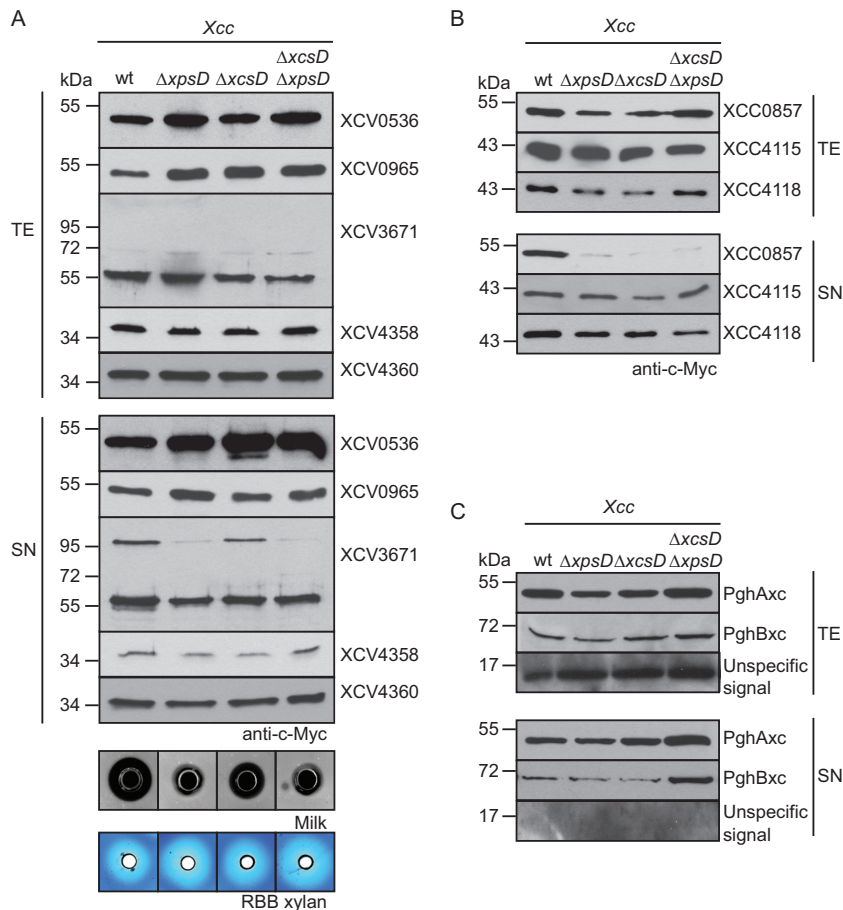 A
Xcc
ΔxcsD
kDa wt ΔxpsD ΔxcsD ΔxpsD
55
XCV0536
55
XCV0965
TE
XCV3671
95
72
55
34
XCV4358
34
XCV4360
55
XCV0536
55
XCV0965
SN
95
XCV3671
72
55
34
XCV4358
34
XCV4360
anti-c-Myc
Milk
RBB xylan
B
Xcc
ΔxcsD
kDa wt ΔxpsD ΔxcsD ΔxpsD
55
XCC0857
43
XCC4115
TE
43
XCC4118
55
XCC0857
43
XCC4115
SN
43
XCC4118
anti-c-Myc
C
Xcc
ΔxcsD
kDa wt ΔxpsD ΔxcsD ΔxpsD
55
PghAxc
72
PghBxc
TE
17
Unspecific
signal
55
PghAxc
72
PghBxc
SN
17
Unspecific
signal